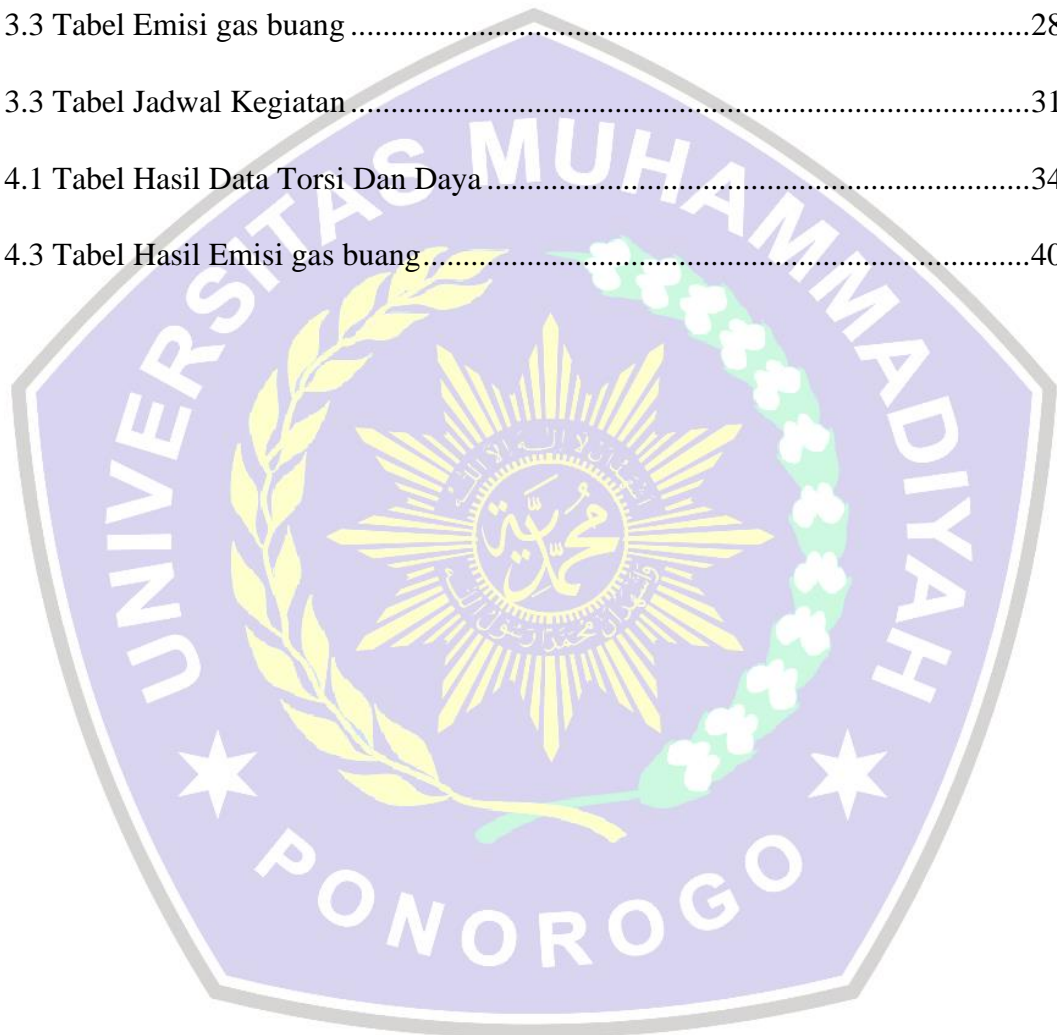 3.3 Tabel Emisi gas buang ........................................................................................28
3.3 Tabel Jadwal Kegiatan ........................................................................................31
4.1 Tabel Hasil Data Torsi Dan Daya ......................................................................34
4.3 Tabel Hasil Emisi gas buang...............................................................................40
UNIVERSITAS MUHAMMADIYAH
PONOROGO
محمدية